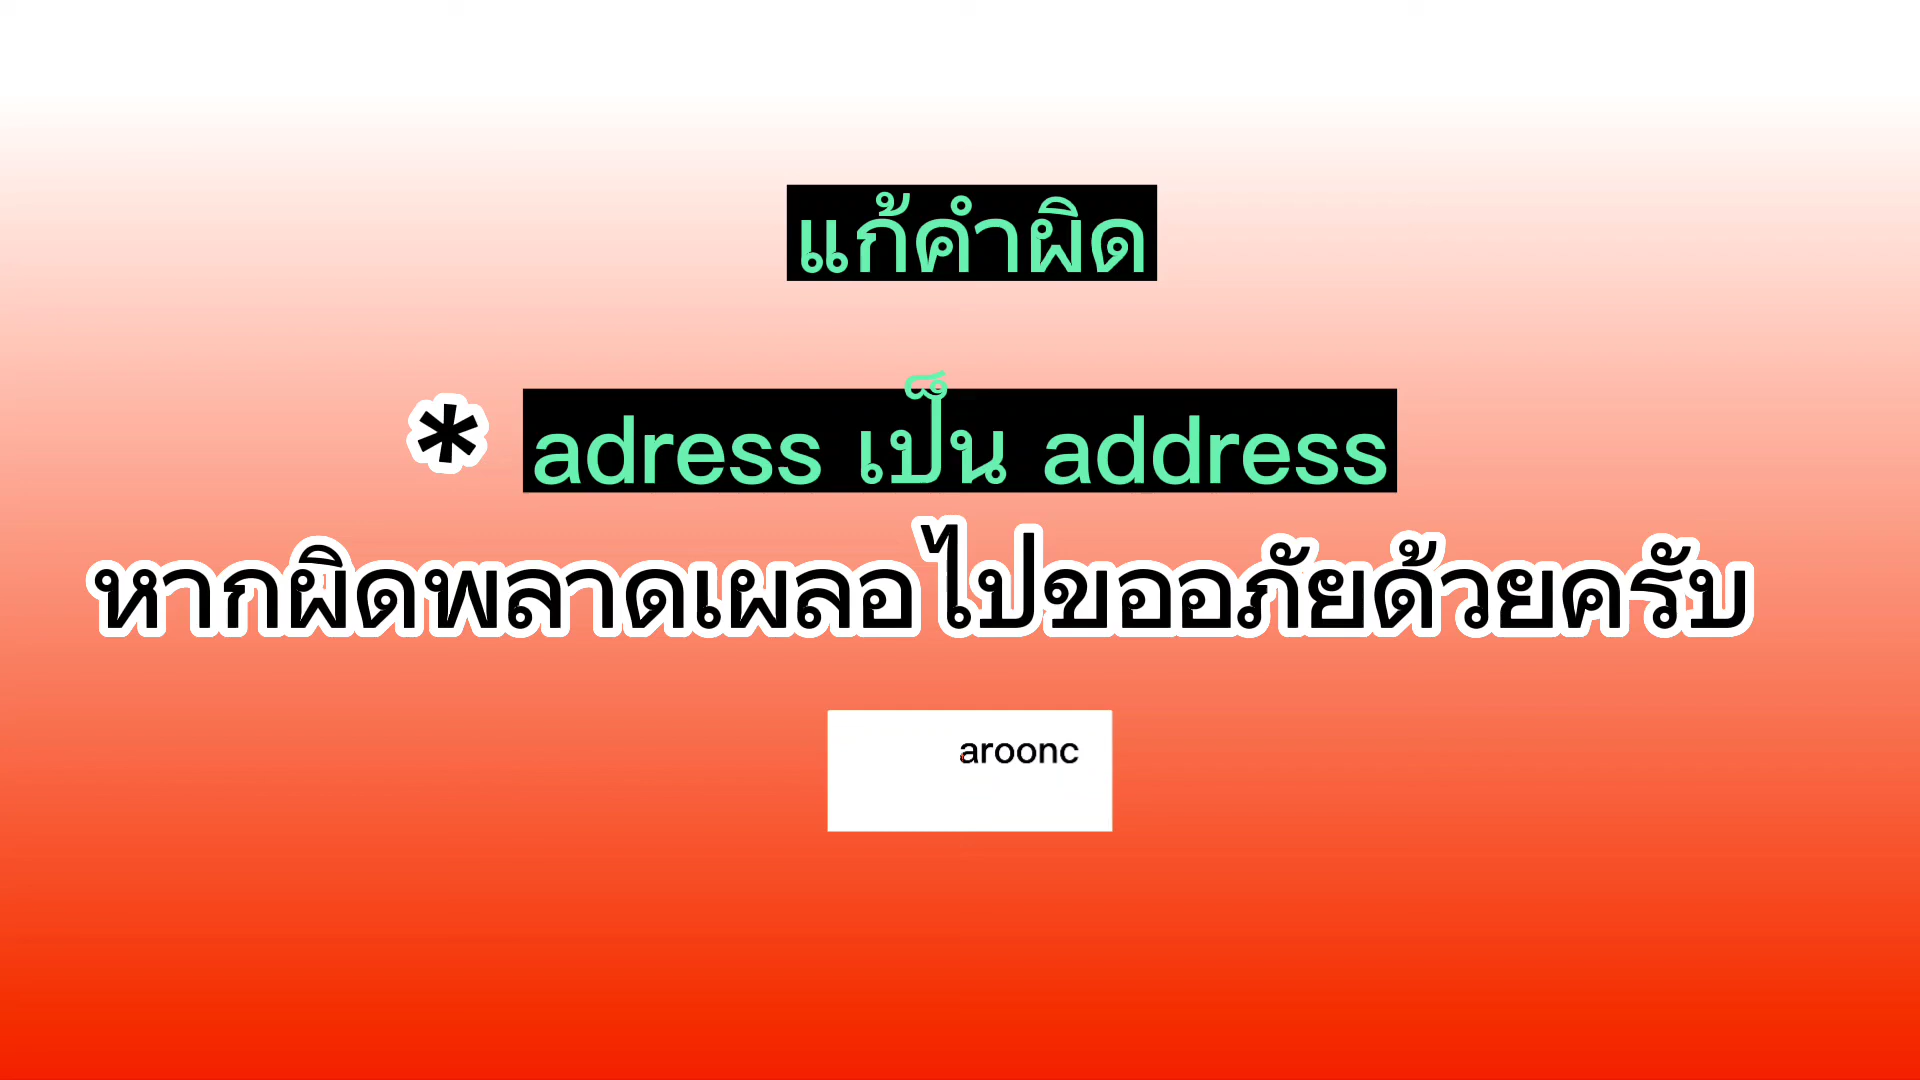 แก้คำผิด
* adress เป็น address
หากผิดพลาดเผลอไปขออภัยด้วยครับ
aroonc